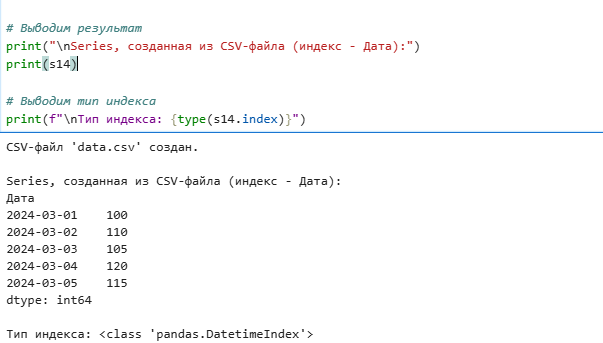 # Выводим результат
print("\nSeries, созданная из CSV-файла (индекс - Дата):")
print(s14)
# Выводим тип индекса
print(f"\nТип индекса: {type(s14.index)}")
CSV-файл 'data.csv' создан.
Series, созданная из CSV-файла (индекс - Дата):
Дата
2024-03-01    100
2024-03-02    110
2024-03-03    105
2024-03-04    120
2024-03-05    115
dtype: int64
Тип индекса: <class 'pandas.DatetimeIndex'>